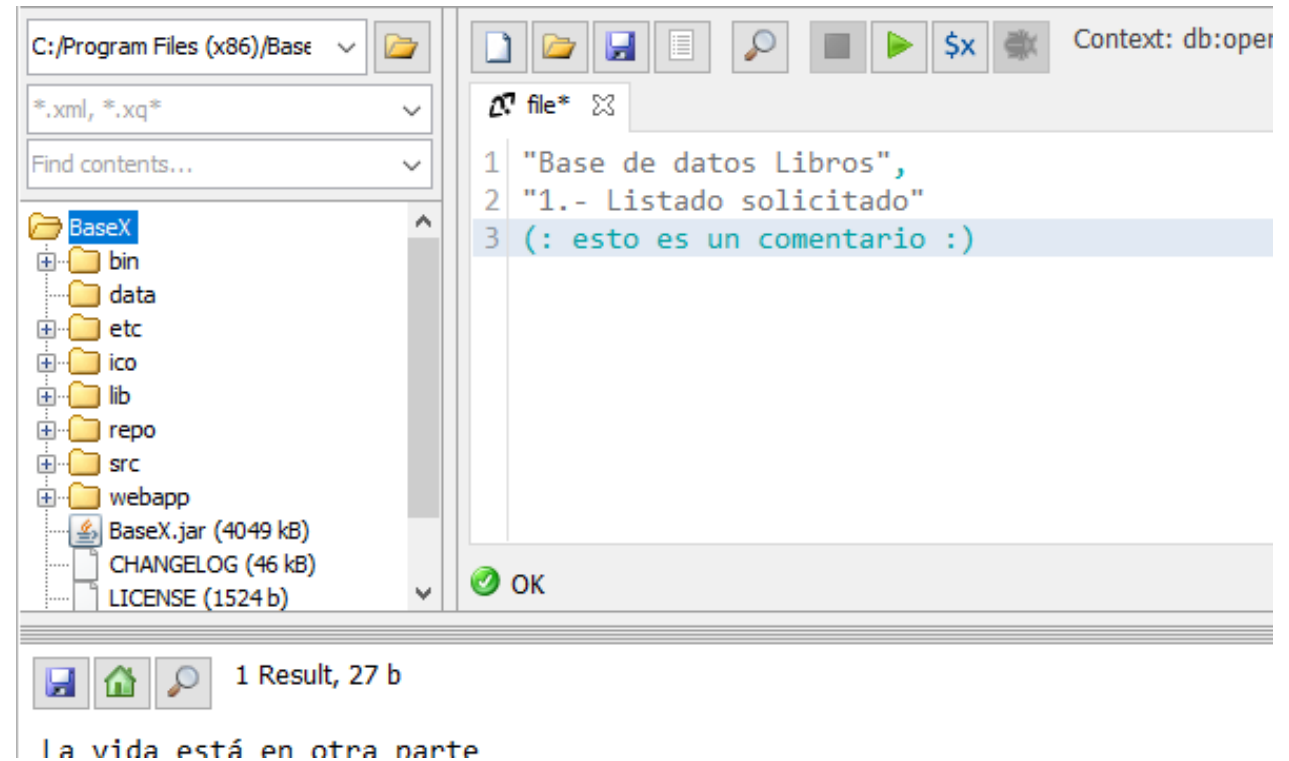 C:/Program Files (x86)/Base
*.xml, *.xq*
Find contents...
BaseX
bin
data
etc
ico
lib
repo
src
webapp
BaseX.jar (4049 kB)
CHANGELOG (46 kB)
LICENSE (1524 b)
$x
Context: db:oper
file*
1 "Base de datos Libros",
2 "1.- Listado solicitado"
3 (: esto es un comentario :)
OK
1 Result, 27 b
La vida está en otra parte